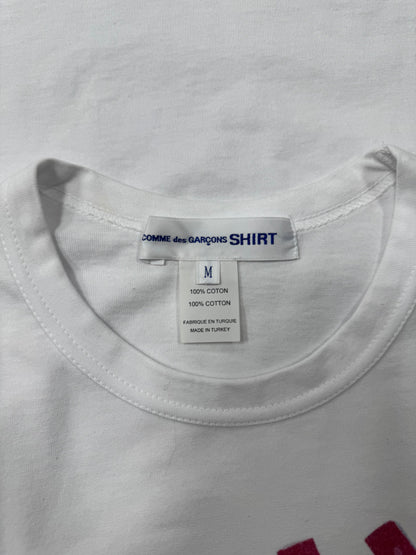 COMME des GARÇONS SHIRT
M
100% COTON
100% COTTON
FABRIQUE EN TURQUIE
MADE IN TURKEY